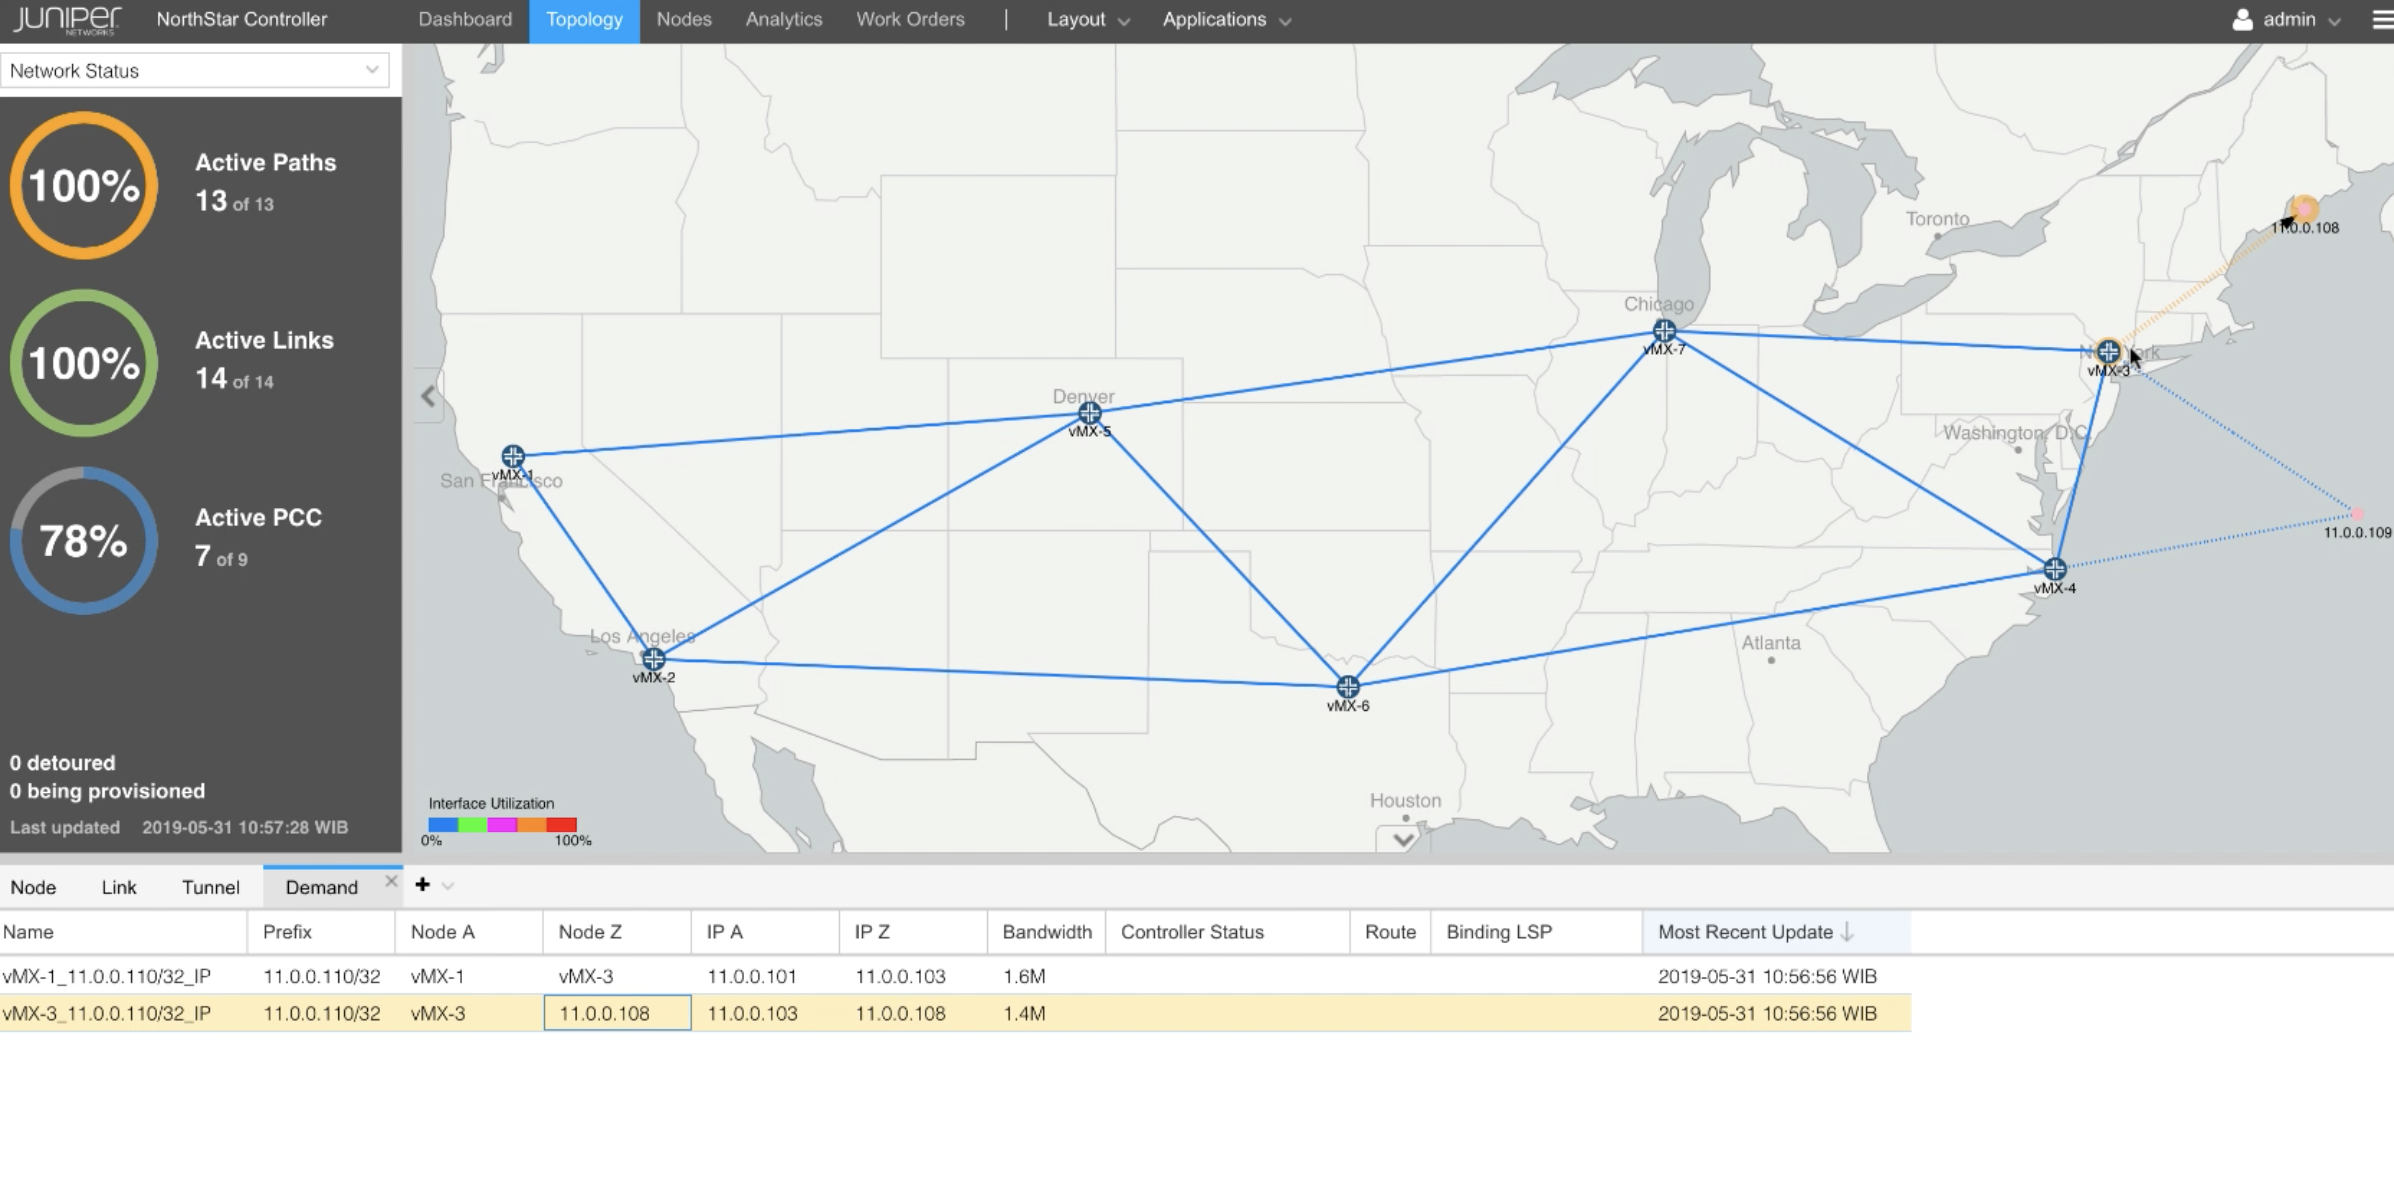 JUNIPEr
NETWORKS
NorthStar Controller
Dashboard
Topology
Nodes
Analytics
Work Orders
|
Layout
Applications
admin
Network Status
100%
Active Paths
13 of 13
100%
Active Links
14 of 14
78%
Active PCC
7 of 9
0 detoured
0 being provisioned
Last updated 2019-05-31 10:57:28 WIB
Toronto
11.0.0.108
Chicago
vMX-7
vMX-3
Denver
vMX-5
Washington, D.C.
vMX-1
San Francisco
11.0.0.109
vMX-4
Los Angeles
vMX-2
Atlanta
vMX-6
Houston
Interface Utilization
0% 100%
Node
Link
Tunnel
Demand
Name Prefix Node A Node Z IP A IP Z Bandwidth Controller Status Route Binding LSP Most Recent Update
vMX-1_11.0.0.110/32_IP 11.0.0.110/32 vMX-1 vMX-3 11.0.0.101 11.0.0.103 1.6M 2019-05-31 10:56:56 WIB
vMX-3_11.0.0.110/32_IP 11.0.0.110/32 vMX-3 11.0.0.108 11.0.0.103 11.0.0.108 1.4M 2019-05-31 10:56:56 WIB